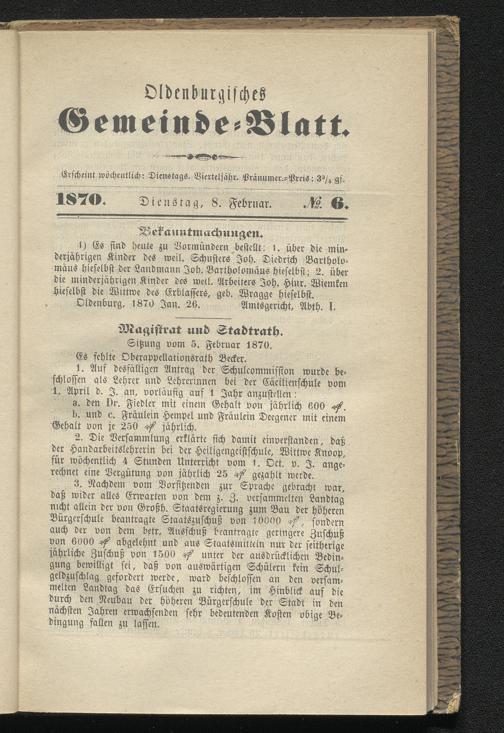 Oldenburgisches
Gemeinde-Blatt.
Erscheint wöchentlich: Dienstags. Vierteljähr. Pränumer.-Preis: 3¾ gſ.
1870. Dienstag, 8. Februar. № 6.
Bekanntmachungen.
1) Es sind heute zu Vormündern bestellt: 1. über die min-
derjährigen Kinder des weil. Schusters Joh. Diedrich Bartholo-
mäus hieselbst der Landmann Joh. Bartholomäus hieselbst; 2. über
die minderjährigen Kinder des weil. Arbeiters Joh. Hinr. Wiemken
hieselbst die Wittwe des Erblassers, geb. Wragge hieselbst.
Oldenburg, 1870 Jan. 26. Amtsgericht, Abth. I.
Magistrat und Stadtrath.
Sitzung vom 5. Februar 1870.
Es fehlte Oberappellationsrath Becker.
1. Auf desfälligen Antrag der Schulcommission wurde be-
schlossen als Lehrer und Lehrerinnen bei der Cäcilienschule vom
1. April d. J. an, vorläufig auf 1 Jahr anzustellen:
a. den Dr. Fiedler mit einem Gehalt von jährlich 600 ₰.
b. und c. Fräulein Hempel und Fräulein Deegener mit einem
Gehalt von je 250 ₰ jährlich.
2. Die Versammlung erklärte sich damit einverstanden, daß
der Handarbeitslehrerin bei der Heiligengeistschule, Wittwe Knoop,
für wöchentlich 4 Stunden Unterricht vom 1. Oct. v. J. ange-
rechnet eine Vergütung von jährlich 25 ₰ gezahlt werde.
3. Nachdem vom Vorsitzenden zur Sprache gebracht war,
daß wider alles Erwarten von dem z. Z. versammelten Landtag
nicht allein der von Großh. Staatsregierung zum Bau der höheren
Bürgerschule beantragte Staatszuschuß von 10000 ₰, sondern
auch der von dem betr. Ausschuß beantragte geringere Zuschuß
von 6000 ₰ abgelehnt und aus Staatsmitteln nur der seitherige
jährliche Zuschuß von 1500 ₰ unter der ausdrücklichen Bedin-
gung bewilligt sei, daß von auswärtigen Schülern kein Schul-
geldzuschlag gefordert werde, ward beschlossen an den versam-
melten Landtag das Ersuchen zu richten, im Hinblick auf die
durch den Neubau der höheren Bürgerschule der Stadt in den
nächsten Jahren erwachsenden sehr bedeutenden Kosten obige Be-
dingung fallen zu lassen.